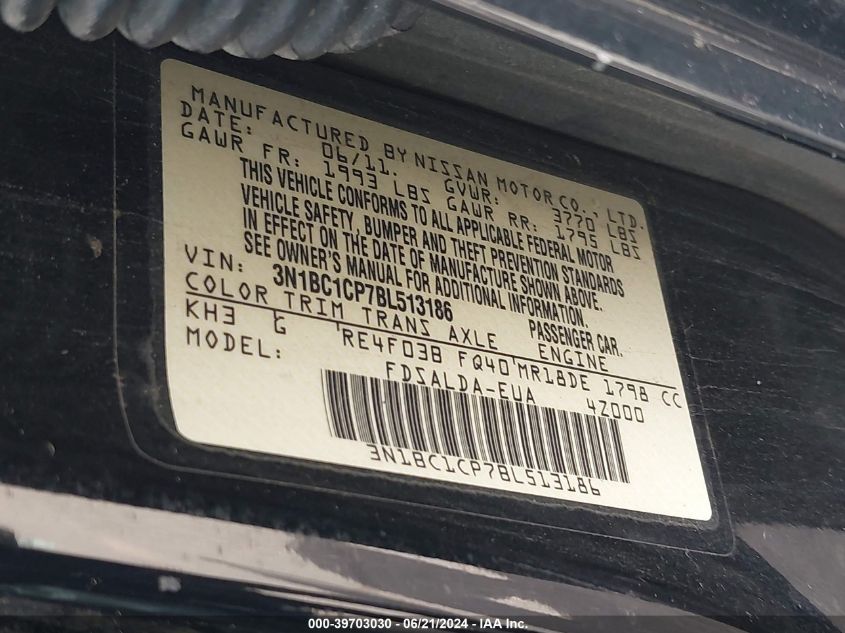 MANUFACTURED BY NISSAN MOTOR CO., LTD.
DATE: 06/11. GVWR: 3770 LBS
GAWR FR: 1993 LBS GAWR RR: 1795 LBS
THIS VEHICLE CONFORMS TO ALL APPLICABLE FEDERAL MOTOR
VEHICLE SAFETY, BUMPER AND THEFT PREVENTION STANDARDS
IN EFFECT ON THE DATE OF MANUFACTURE SHOWN ABOVE.
SEE OWNER'S MANUAL FOR ADDITIONAL INFORMATION.
VIN: 3N1BC1CP7BL513186 PASSENGER CAR.
COLOR TRIM TRANS AXLE ENGINE
KH3 G RE4F03B FQ40 MR18DE 1798 CC
MODEL: FDSALDA-EUA 4Z000
3N1BC1CP7BL513186
000-39703030 - 06/21/2024 - IAA Inc.